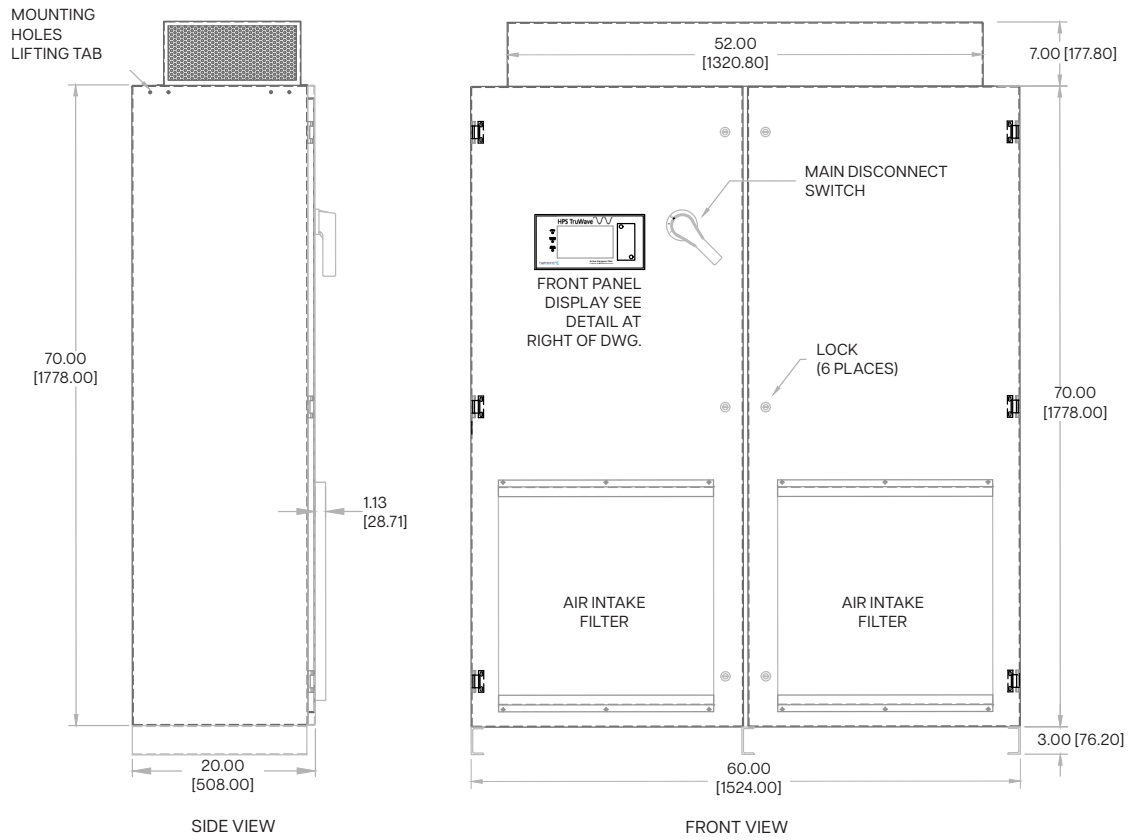 MOUNTING
HOLES
LIFTING TAB
52.00
[1320.80]
7.00 [177.80]
MAIN DISCONNECT
SWITCH
HPS TruWave
FRONT PANEL
DISPLAY SEE
DETAIL AT
RIGHT OF DWG.
LOCK
(6 PLACES)
70.00
[1778.00]
70.00
[1778.00]
1.13
[28.71]
AIR INTAKE
FILTER
AIR INTAKE
FILTER
3.00 [76.20]
20.00
[508.00]
60.00
[1524.00]
SIDE VIEW
FRONT VIEW